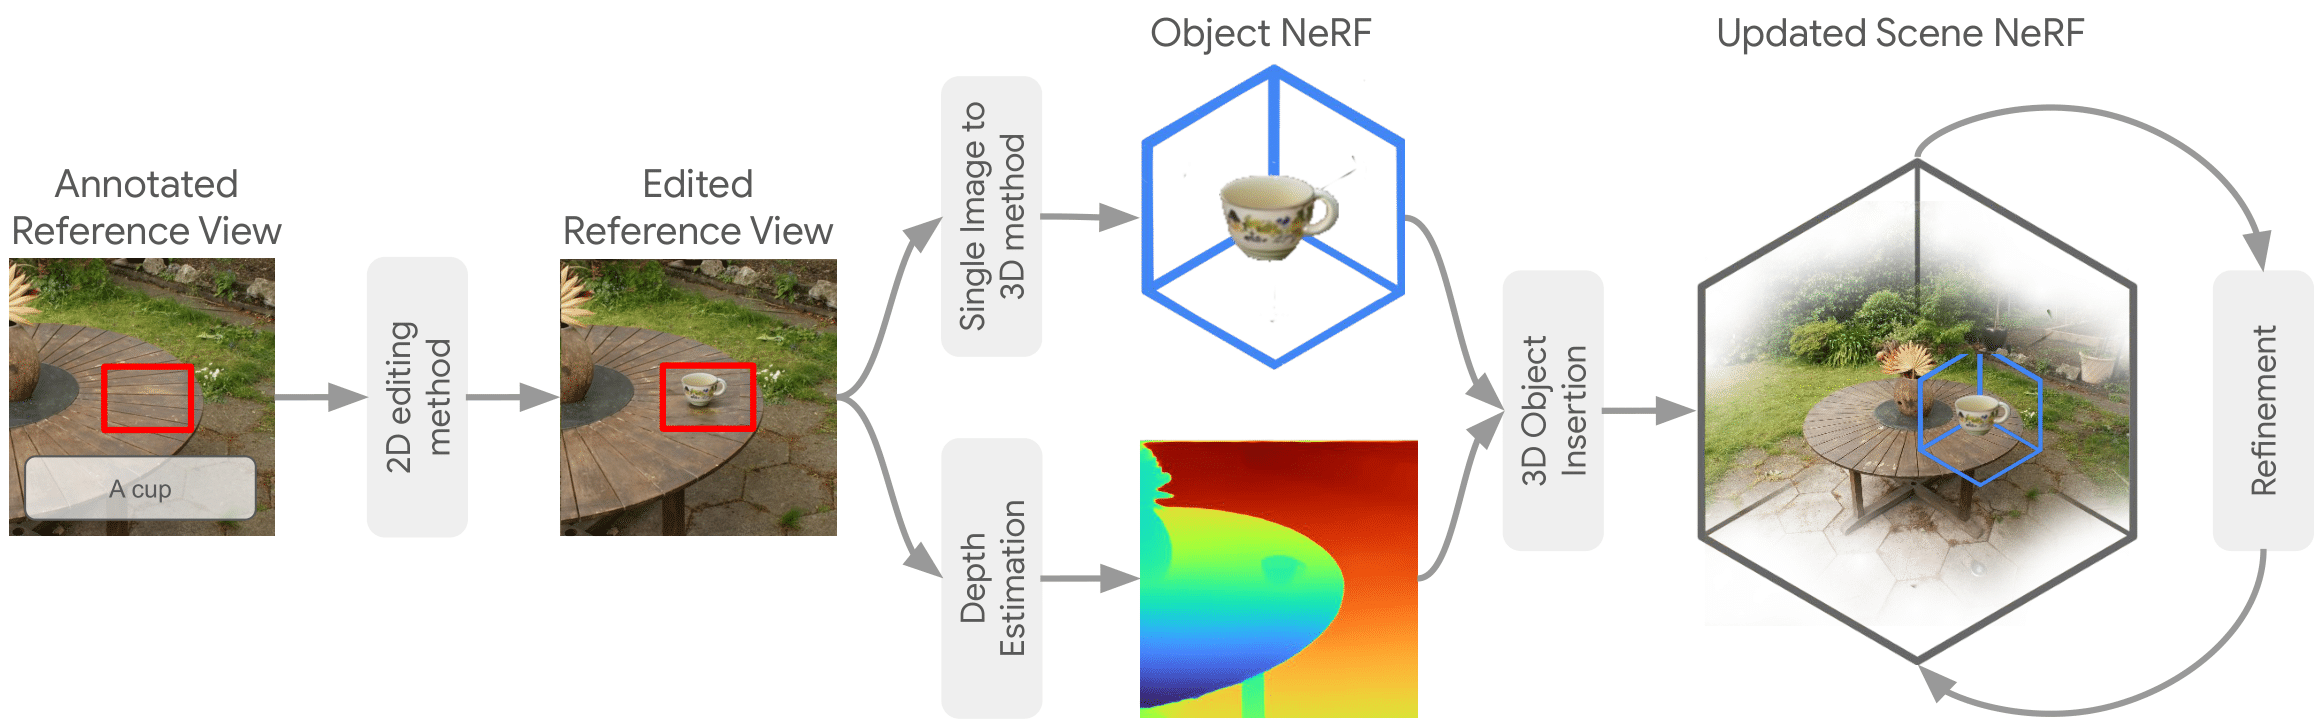 Annotated
Reference View
A cup
2D editing
method
Edited
Reference View
Single Image to
3D method
Object NeRF
Depth
Estimation
3D Object
Insertion
Updated Scene NeRF
Refinement